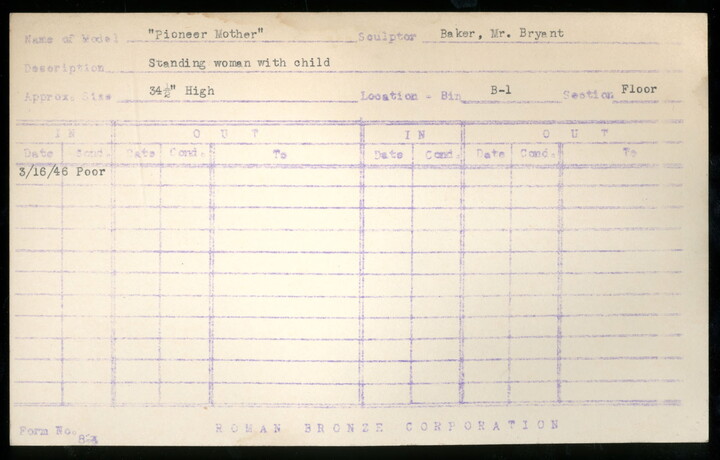 Name of Model "Pioneer Mother" Sculptor Baker, Mr. Bryant
Description Standing woman with child
Approx. Size 34½" High Location - Bin B-1 Section Floor
IN OUT IN OUT
Date Cond. Date Cond. To Date Cond. Date Cond. To
3/16/46 Poor
Form No. ROMAN BRONZE CORPORATION